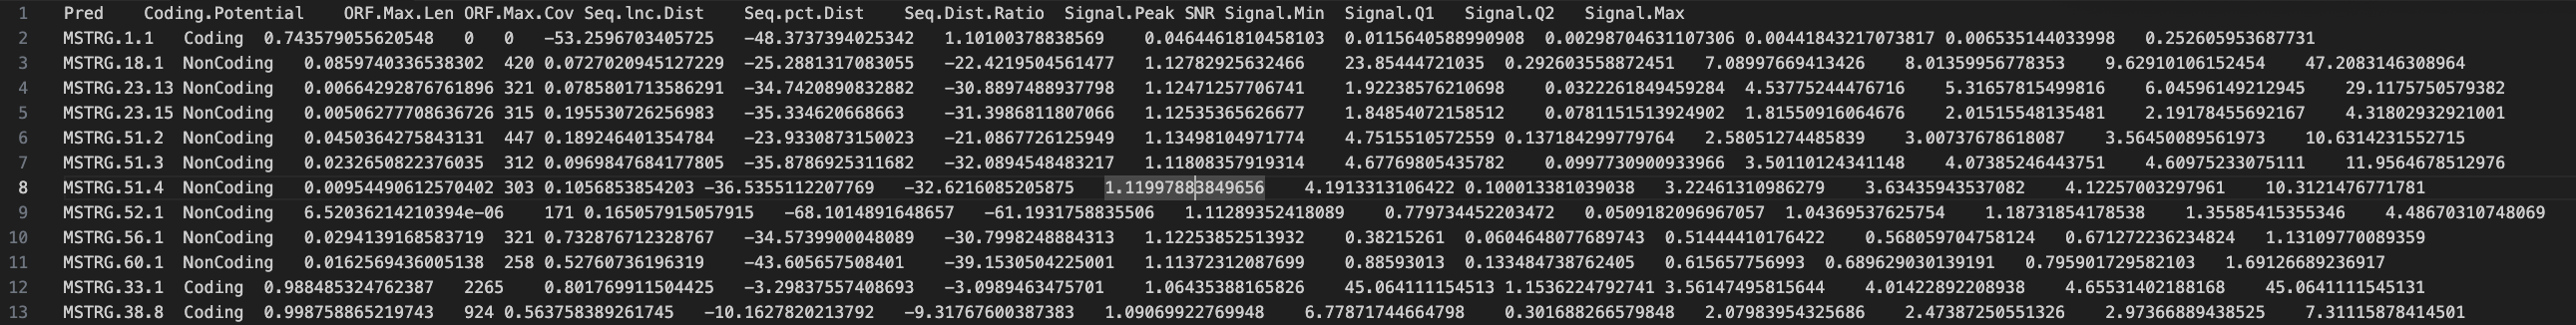 1 Pred Coding.Potential ORF.Max.Len ORF.Max.Cov Seq.lnc.Dist Seq.pct.Dist Seq.Dist.Ratio Signal.Peak SNR Signal.Min Signal.Q1 Signal.Q2 Signal.Max
2 MSTRG.1.1 Coding 0.743579055620548 0 0 -53.2596703405725 -48.3737394025342 1.10100378838569 0.0464461810458103 0.0115640588990908 0.00298704631107306 0.00441843217073817 0.006535144033998 0.252605953687731
3 MSTRG.18.1 NonCoding 0.0859740336538302 420 0.0727020945127229 -25.2881317083055 -22.4219504561477 1.12782925632466 23.85444721035 0.292603558872451 7.08997669413426 8.01359956778353 9.62910106152454 47.2083146308964
4 MSTRG.23.13 NonCoding 0.00664292876761896 321 0.0785801713586291 -34.7420890832882 -30.8897488937798 1.12471257706741 1.92238576210698 0.0322261849459284 4.53775244476716 5.31657815499816 6.04596149212945 29.1175750579382
5 MSTRG.23.15 NonCoding 0.00506277708636726 315 0.195530726256983 -35.334620668663 -31.3986811807066 1.12535365626677 1.84854072158512 0.0781151513924902 1.81550916064676 2.01515548135481 2.19178455692167 4.31802932921001
6 MSTRG.51.2 NonCoding 0.0450364275843131 447 0.189246401354784 -23.9330873150023 -21.0867726125949 1.13498104971774 4.7515510572559 0.137184299779764 2.58051274485839 3.00737678618087 3.56450089561973 10.6314231552715
7 MSTRG.51.3 NonCoding 0.0232650822376035 312 0.0969847684177805 -35.8786925311682 -32.0894548483217 1.11808357919314 4.67769805435782 0.0997730900933966 3.50110124341148 4.07385246443751 4.60975233075111 11.9564678512976
8 MSTRG.51.4 NonCoding 0.00954490612570402 303 0.1056853854203 -36.5355112207769 -32.6216085205875 1.11997883849656 4.1913313106422 0.100013381039038 3.22461310986279 3.63435943537082 4.12257003297961 10.3121476771781
9 MSTRG.52.1 NonCoding 6.52036214210394e-06 171 0.165057915057915 -68.1014891648657 -61.1931758835506 1.11289352418089 0.779734452203472 0.0509182096967057 1.04369537625754 1.18731854178538 1.35585415355346 4.48670310748069
10 MSTRG.56.1 NonCoding 0.0294139168583719 321 0.732876712328767 -34.5739900048089 -30.7998248884313 1.12253852513932 0.38215261 0.0604648077689743 0.51444410176422 0.568059704758124 0.671272236234824 1.13109770089359
11 MSTRG.60.1 NonCoding 0.0162569436005138 258 0.52760736196319 -43.605657508401 -39.1530504225001 1.11372312087699 0.88593013 0.133484738762405 0.615657756993 0.689629030139191 0.795901729582103 1.69126689236917
12 MSTRG.33.1 Coding 0.988485324762387 2265 0.801769911504425 -3.29837557408693 -3.0989463475701 1.06435388165826 45.064111154513 1.1536224792741 3.56147495815644 4.01422892208938 4.65531402188168 45.0641111545131
13 MSTRG.38.8 Coding 0.998758865219743 924 0.563758389261745 -10.1627820213792 -9.31767600387383 1.09069922769948 6.77871744664798 0.301688266579848 2.07983954325686 2.47387250551326 2.97366889438525 7.31115878414501